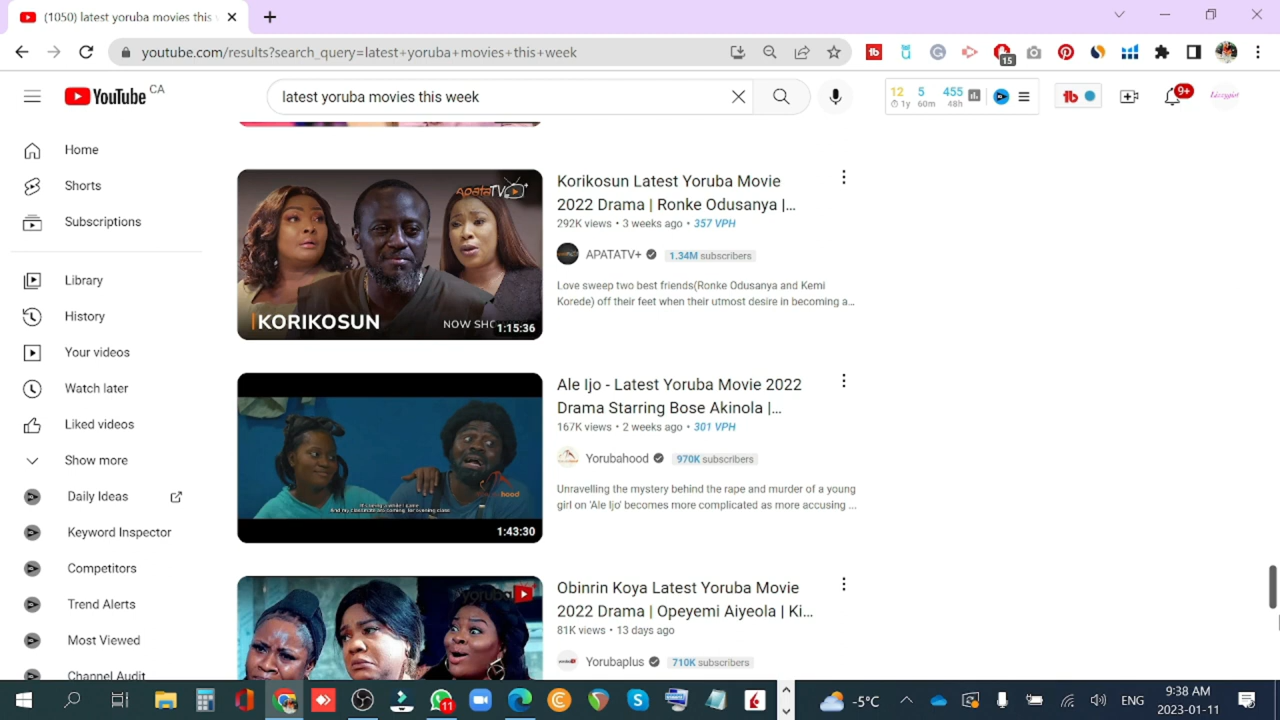 (1050) latest yoruba movies this
youtube.com/results?search_query=latest+yoruba+movies+this+week
15
YouTube CA
latest yoruba movies this week
12 5 455
1y 60m 48h
9+
Home
Shorts
Subscriptions
Library
History
Your videos
Watch later
Liked videos
Show more
Daily Ideas
Keyword Inspector
Competitors
Trend Alerts
Most Viewed
Channel Audit
APATATV+
KORIKOSUN
1:15:36
Korikosun Latest Yoruba Movie
2022 Drama | Ronke Odusanya |...
292K views • 3 weeks ago • 357 VPH
APATATV+ 1.34M subscribers
Love sweep two best friends(Ronke Odusanya and Kemi
Korede) off their feet when their utmost desire in becoming a...
1:43:30
Ale Ijo - Latest Yoruba Movie 2022
Drama Starring Bose Akinola |...
167K views • 2 weeks ago • 301 VPH
Yorubahood 970K subscribers
Unravelling the mystery behind the rape and murder of a young
girl on 'Ale Ijo' becomes more complicated as more accusing ...
Obinrin Koya Latest Yoruba Movie
2022 Drama | Opeyemi Aiyeola | Ki...
81K views • 13 days ago
Yorubaplus 710K subscribers
11
-5°C
ENG
9:38 AM
2023-01-11